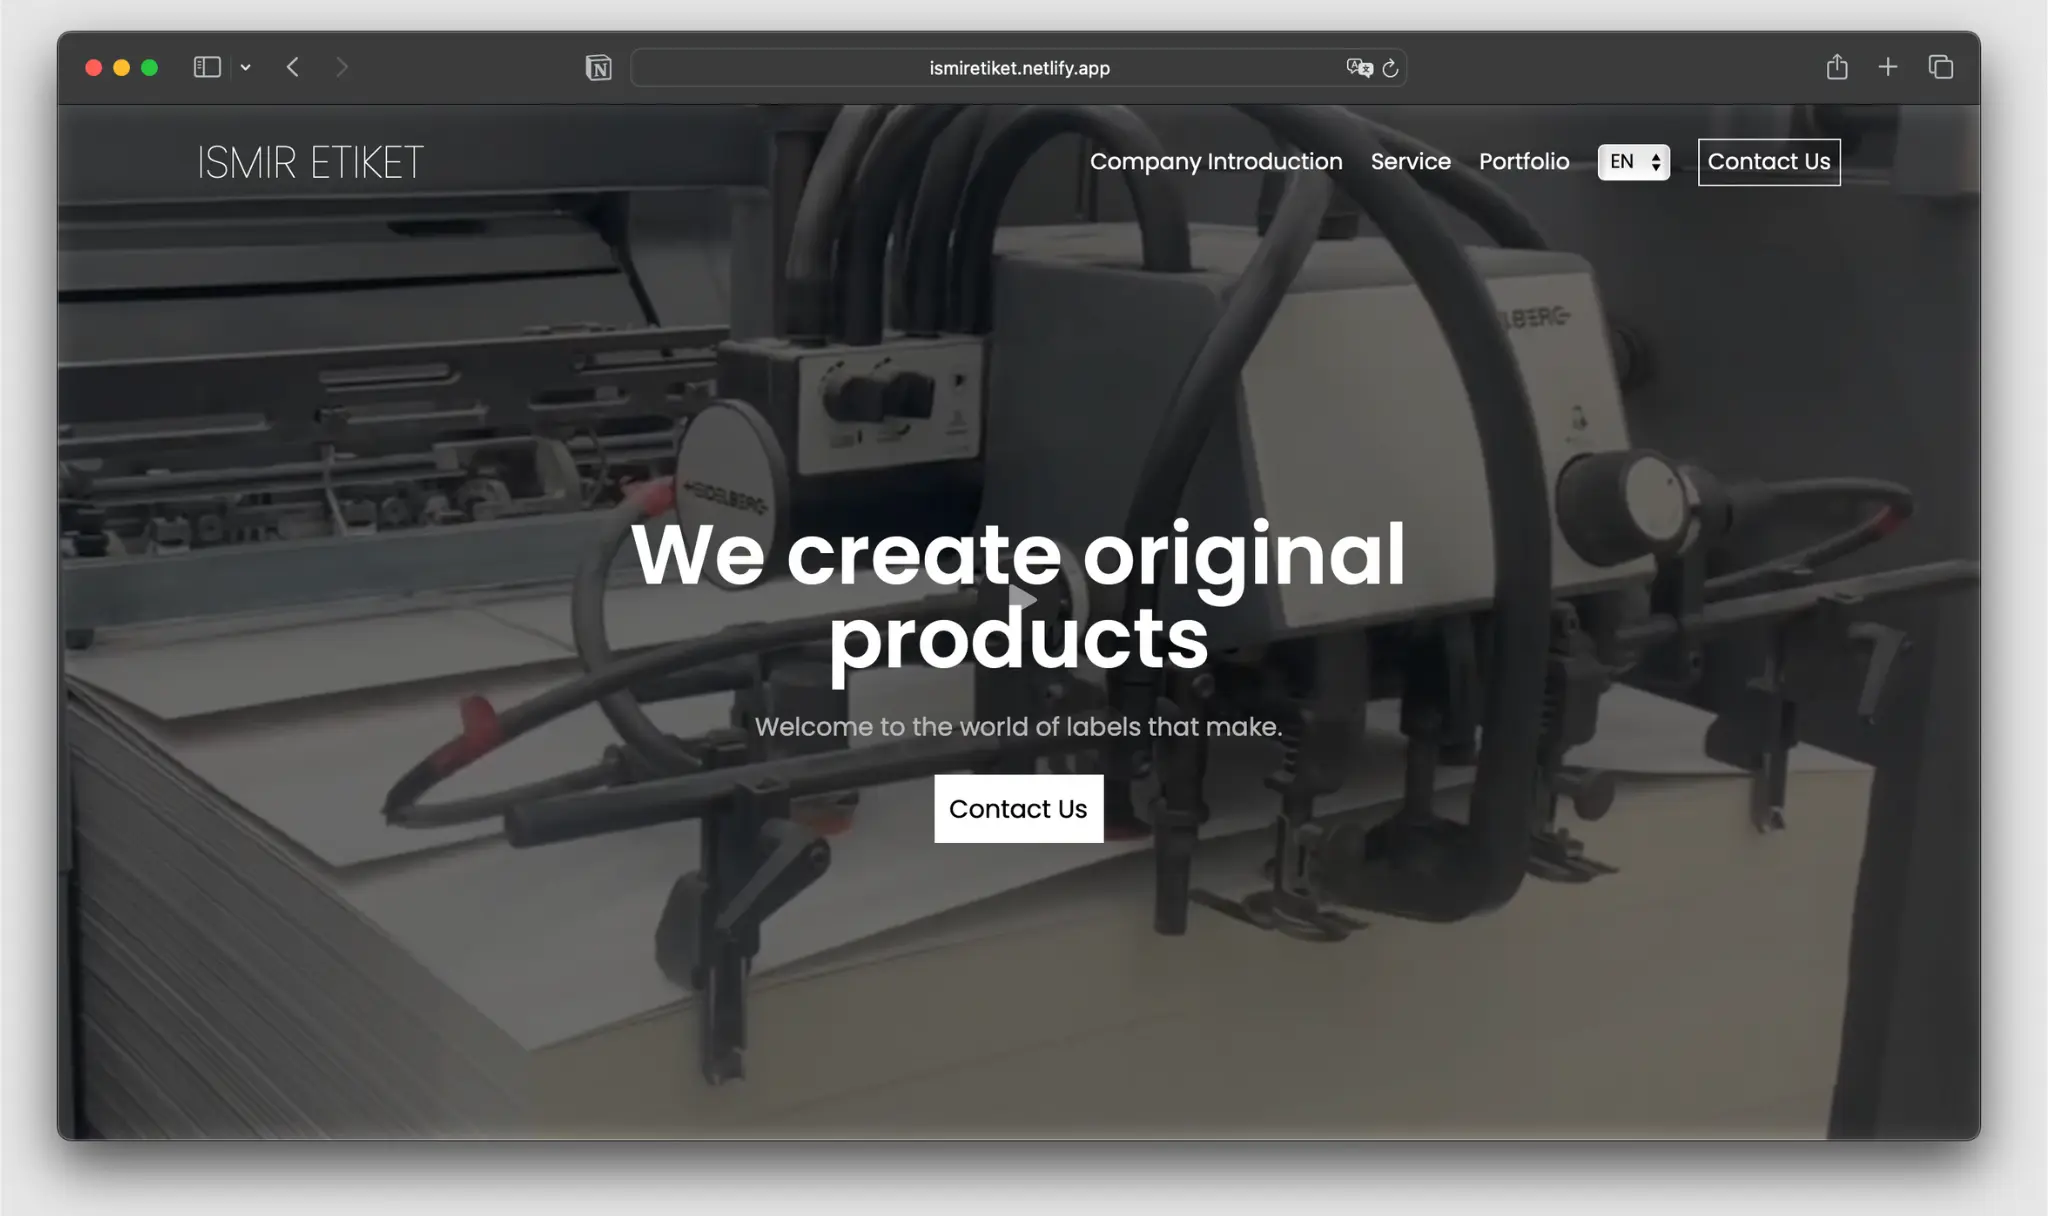 ismiretiket.netlify.app
ISMIR ETIKET
Company Introduction
Service
Portfolio
EN
Contact Us
HEIDELBERG
We create original
products
Welcome to the world of labels that make.
Contact Us